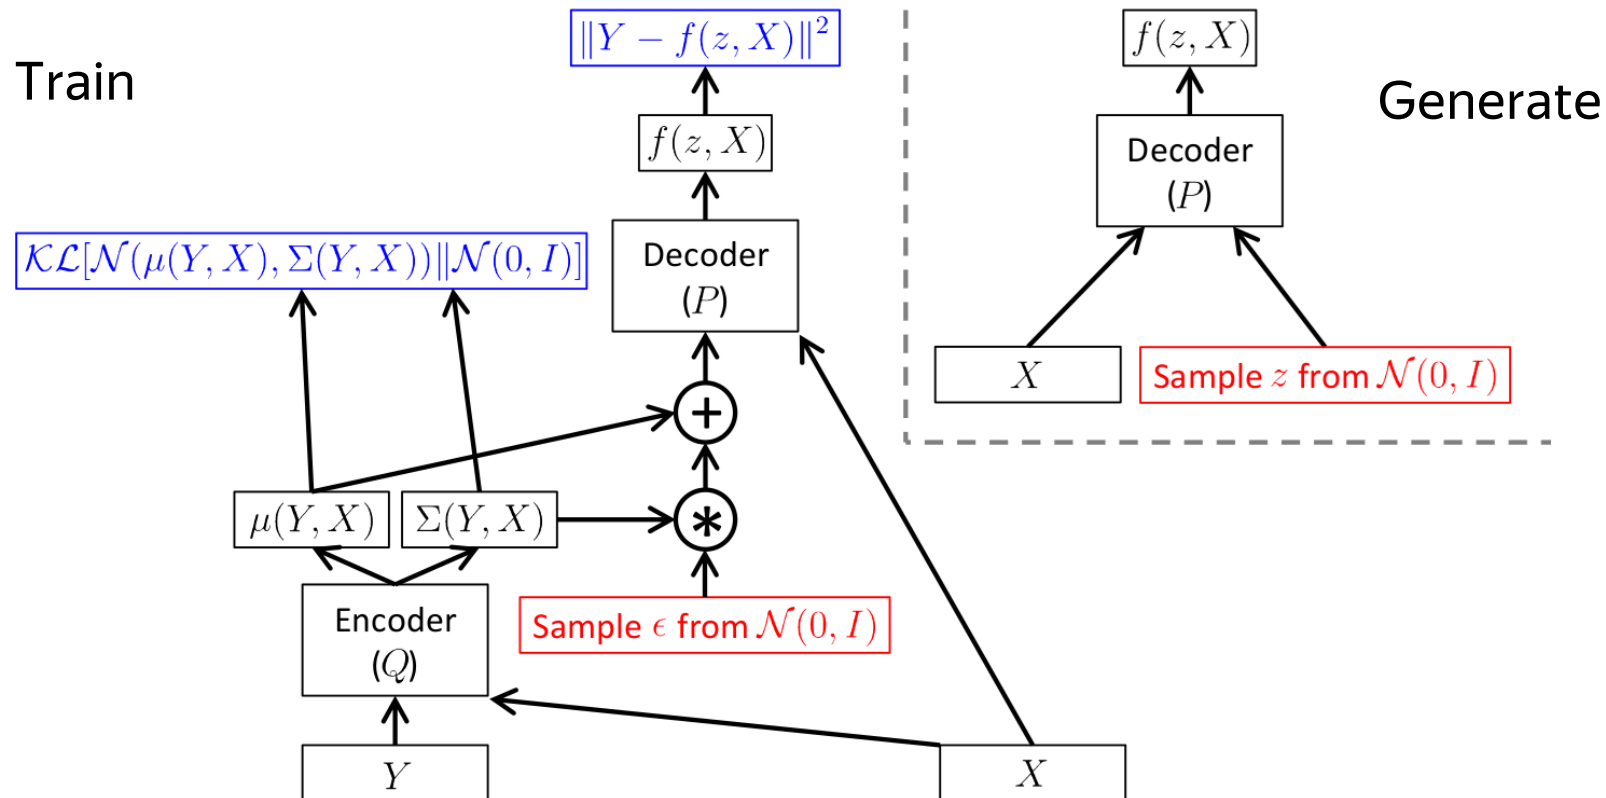 Train
‖Y − f(z, X)‖²
f(z, X)
Decoder
(P)
𝒦ℒ[𝒩(μ(Y, X), Σ(Y, X))‖𝒩(0, I)]
+
μ(Y, X)
Σ(Y, X)
*
Encoder
(Q)
Sample ϵ from 𝒩(0, I)
Y
X
Generate
f(z, X)
Decoder
(P)
X
Sample z from 𝒩(0, I)